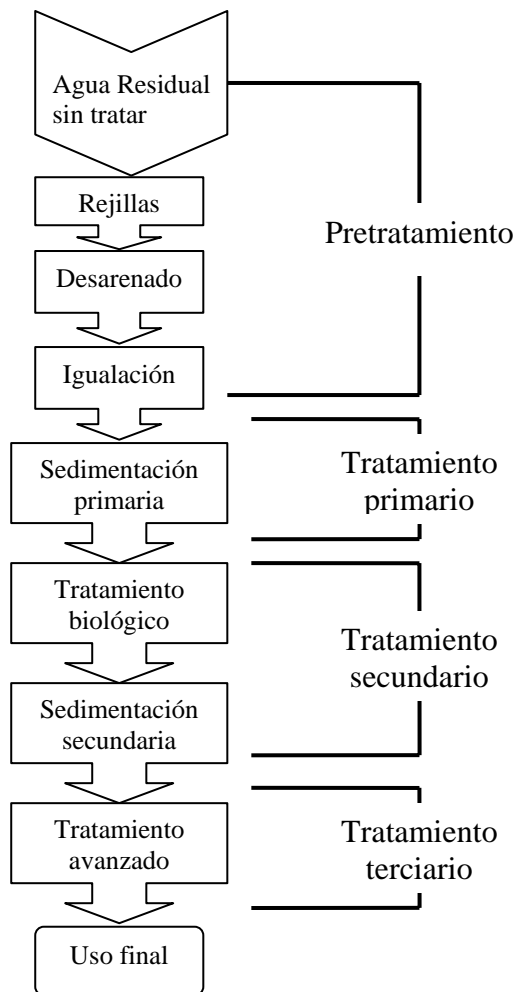 Agua Residual
sin tratar
Rejillas
Pretratamiento
Desarenado
Igualación
Sedimentación
primaria
Tratamiento
primario
Tratamiento
biológico
Tratamiento
secundario
Sedimentación
secundaria
Tratamiento
avanzado
Tratamiento
terciario
Uso final